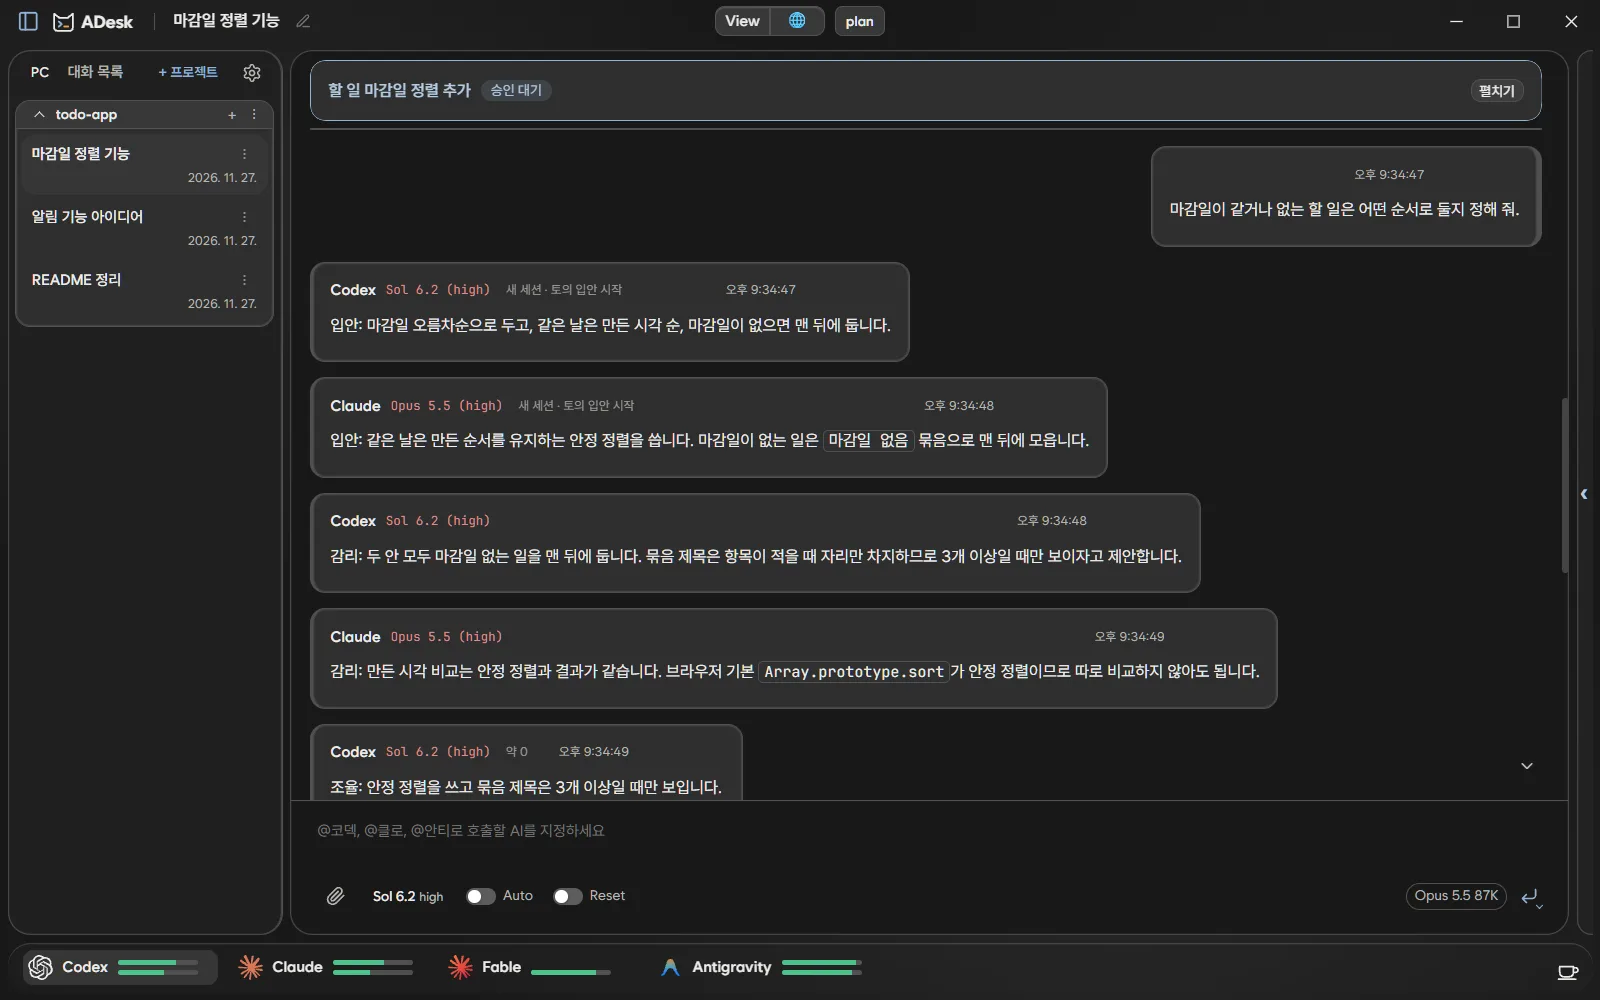 ADesk
마감일 정렬 기능
View
plan
PC 대화 목록 + 프로젝트
todo-app
마감일 정렬 기능
2026. 11. 27.
알림 기능 아이디어
2026. 11. 27.
README 정리
2026. 11. 27.
할 일 마감일 정렬 추가 승인 대기 펼치기
오후 9:34:47
마감일이 같거나 없는 할 일은 어떤 순서로 둘지 정해 줘.
Codex Sol 6.2 (high) 새 세션 · 토의 입안 시작 오후 9:34:47
입안: 마감일 오름차순으로 두고, 같은 날은 만든 시각 순, 마감일이 없으면 맨 뒤에 둡니다.
Claude Opus 5.5 (high) 새 세션 · 토의 입안 시작 오후 9:34:48
입안: 같은 날은 만든 순서를 유지하는 안정 정렬을 씁니다. 마감일이 없는 일은 마감일 없음 묶음으로 맨 뒤에 모읍니다.
Codex Sol 6.2 (high) 오후 9:34:48
감리: 두 안 모두 마감일 없는 일을 맨 뒤에 둡니다. 묶음 제목은 항목이 적을 때 자리만 차지하므로 3개 이상일 때만 보이자고 제안합니다.
Claude Opus 5.5 (high) 오후 9:34:49
감리: 만든 시각 비교는 안정 정렬과 결과가 같습니다. 브라우저 기본 Array.prototype.sort가 안정 정렬이므로 따로 비교하지 않아도 됩니다.
Codex Sol 6.2 (high) 약 0 오후 9:34:49
조율: 안정 정렬을 쓰고 묶음 제목은 3개 이상일 때만 보입니다.
@코덱, @클로, @안티로 호출할 AI를 지정하세요
Sol 6.2 high Auto Reset Opus 5.5 87K
Codex Claude Fable Antigravity